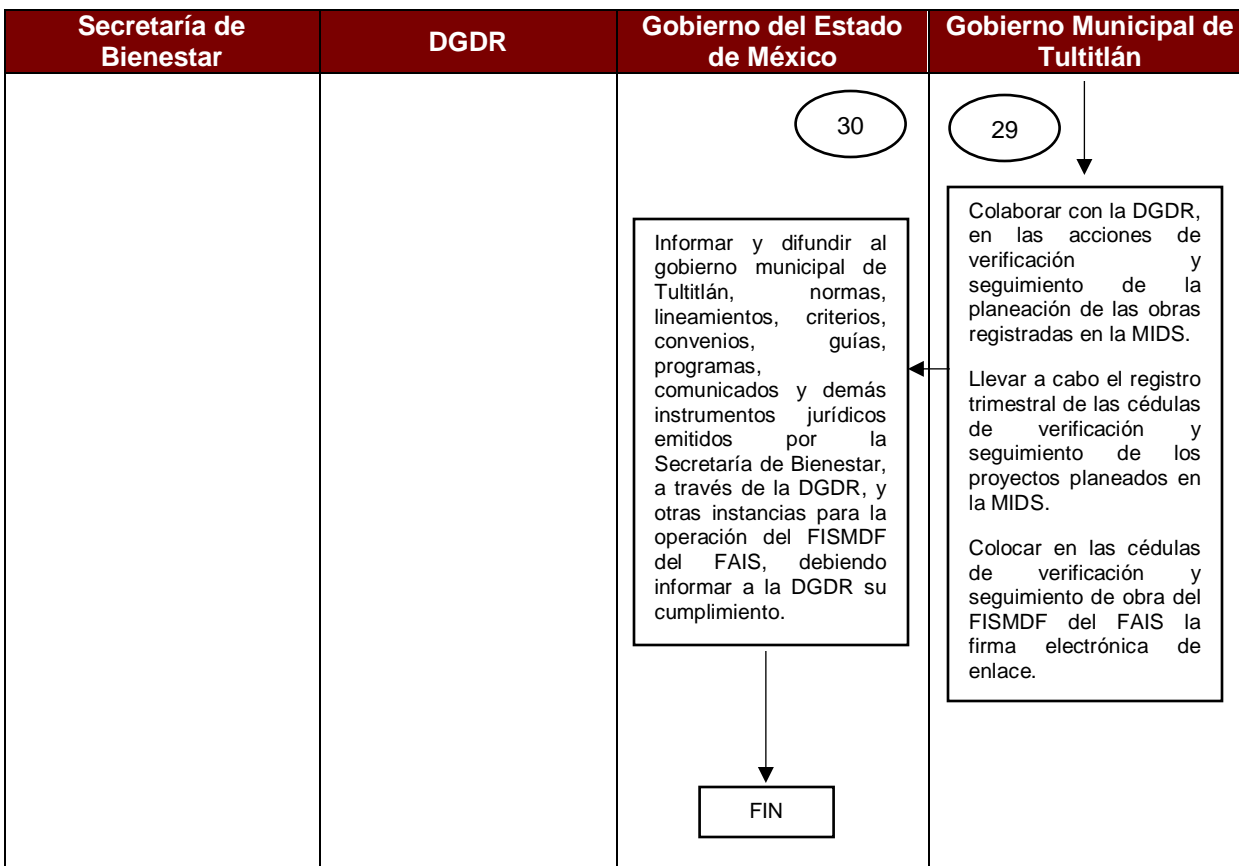 Secretaría de
Bienestar
DGDR
Gobierno del Estado
de México
Gobierno Municipal de
Tultitlán
30
29
Informar y difundir al
gobierno municipal de
Tultitlán, normas,
lineamientos, criterios,
convenios, guías,
programas,
comunicados y demás
instrumentos jurídicos
emitidos por la
Secretaría de Bienestar,
a través de la DGDR, y
otras instancias para la
operación del FISMDF
del FAIS, debiendo
informar a la DGDR su
cumplimiento.
Colaborar con la DGDR,
en las acciones de
verificación y
seguimiento de la
planeación de las obras
registradas en la MIDS.
Llevar a cabo el registro
trimestral de las cédulas
de verificación y
seguimiento de los
proyectos planeados en
la MIDS.
Colocar en las cédulas
de verificación y
seguimiento de obra del
FISMDF del FAIS la
firma electrónica de
enlace.
FIN